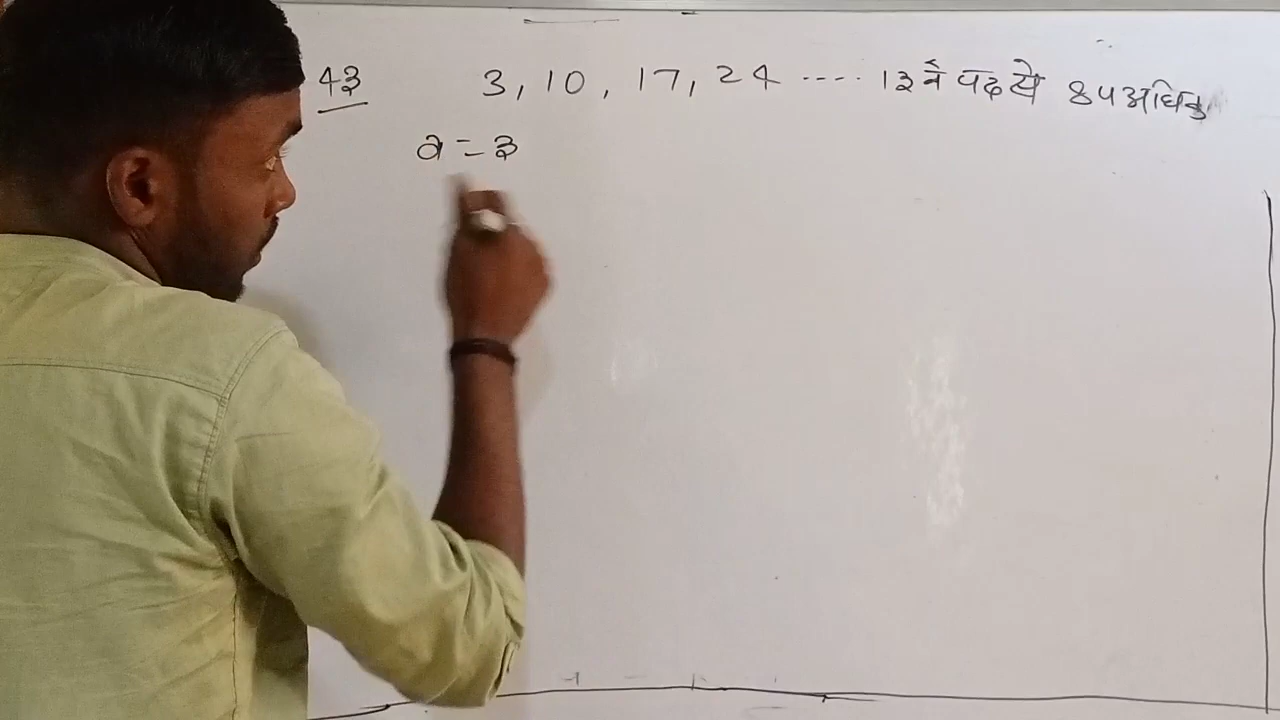 43 3, 10, 17, 24 ---- 13वें पद से 84 अधिक
a = 3